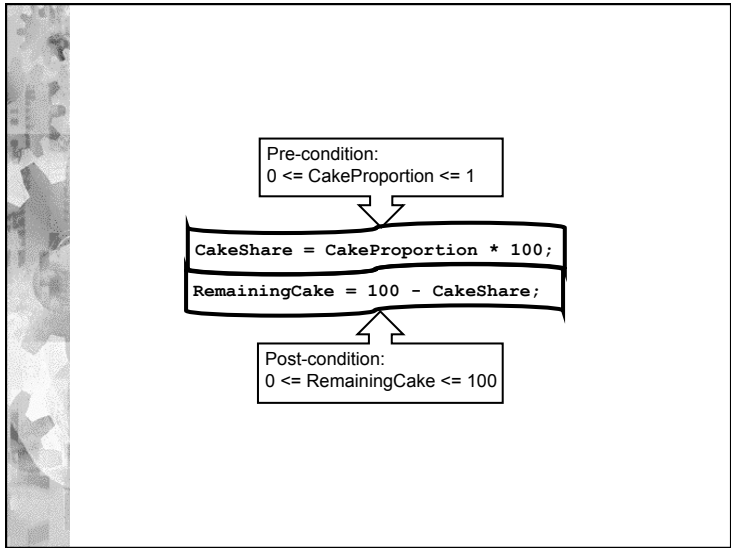 Pre-condition:
0 <= CakeProportion <= 1
CakeShare = CakeProportion * 100;
RemainingCake = 100 - CakeShare;
Post-condition:
0 <= RemainingCake <= 100